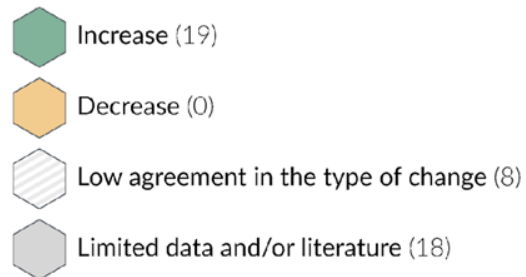 Increase (19)
Decrease (0)
Low agreement in the type of change (8)
Limited data and/or literature (18)